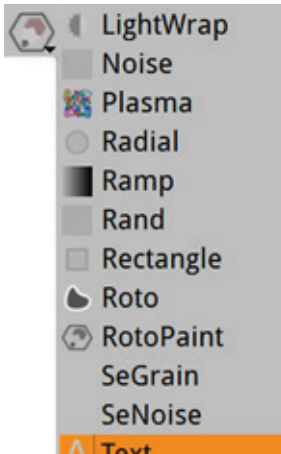 LightWrap
Noise
Plasma
Radial
Ramp
Rand
Rectangle
Roto
RotoPaint
SeGrain
SeNoise
Text